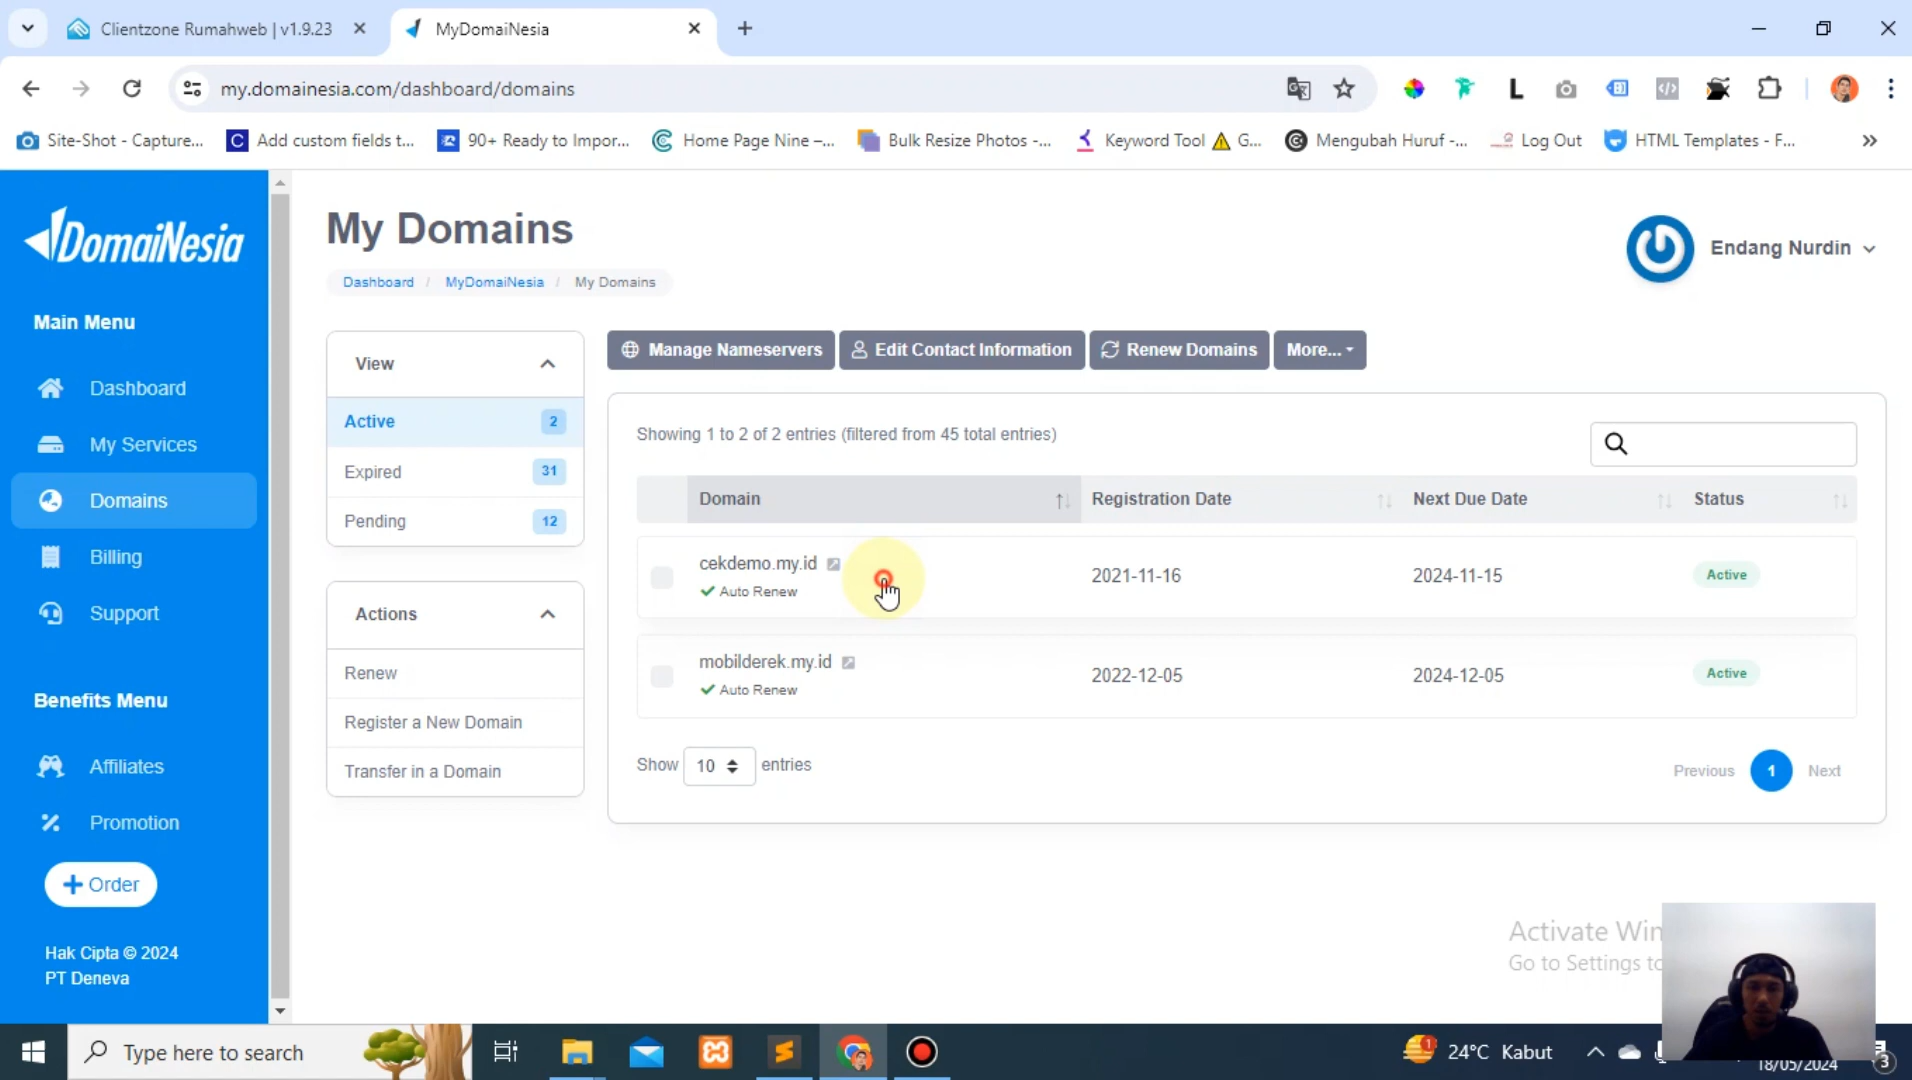 Clientzone Rumahweb | v1.9.23
MyDomaiNesia
my.domainesia.com/dashboard/domains
Site-Shot - Capture...
Add custom fields t...
90+ Ready to Impor...
Home Page Nine –...
Bulk Resize Photos -...
Keyword Tool ⚠ G...
Mengubah Huruf -...
Log Out
HTML Templates - F...
DomaiNesia
Main Menu
Dashboard
My Services
Domains
Billing
Support
Benefits Menu
Affiliates
Promotion
+ Order
Hak Cipta © 2024
PT Deneva
My Domains
Dashboard / MyDomaiNesia / My Domains
Endang Nurdin
View
Active 2
Expired 31
Pending 12
Actions
Renew
Register a New Domain
Transfer in a Domain
Manage Nameservers
Edit Contact Information
Renew Domains
More...
Showing 1 to 2 of 2 entries (filtered from 45 total entries)
Domain Registration Date Next Due Date Status
cekdemo.my.id 2021-11-16 2024-11-15 Active
Auto Renew
mobilderek.my.id 2022-12-05 2024-12-05 Active
Auto Renew
Show 10 entries
Previous 1 Next
Activate Win
Go to Settings to
Type here to search
24°C Kabut
18/05/2024
3